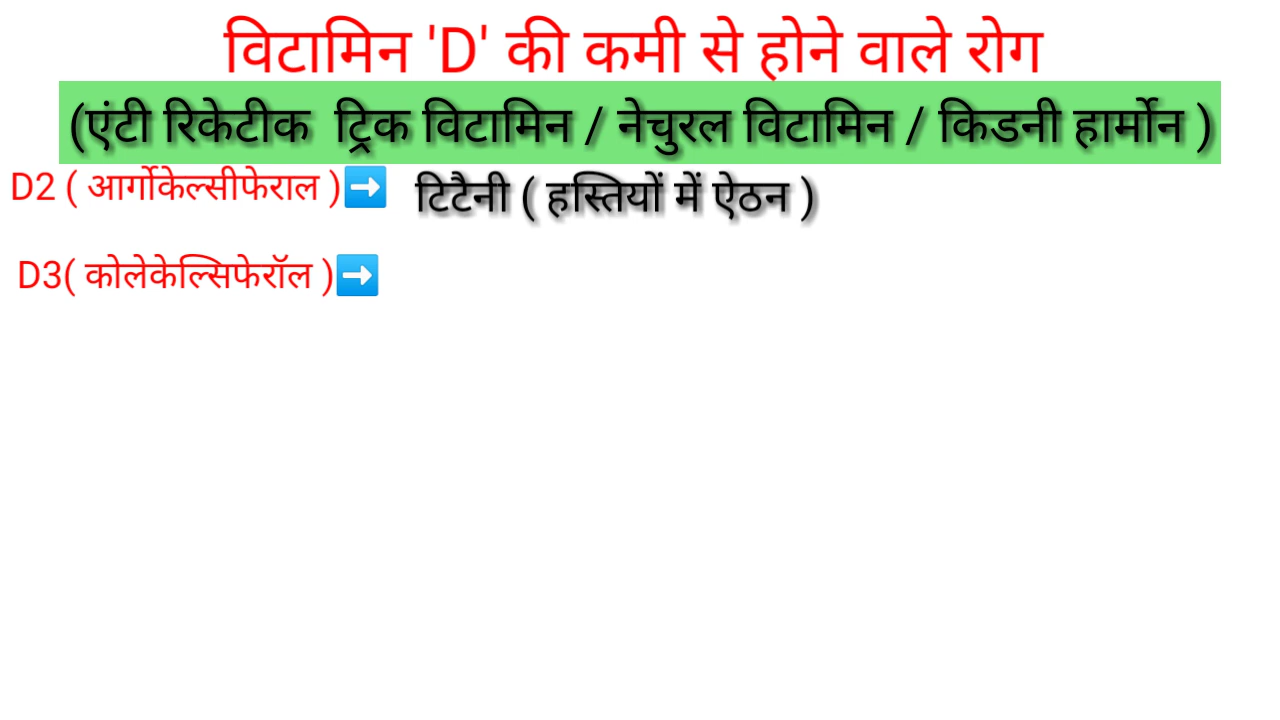 विटामिन 'D' की कमी से होने वाले रोग
(एंटी रिकेटीक ट्रिक विटामिन / नेचुरल विटामिन / किडनी हार्मोन )
D2 ( आर्गोकेल्सीफेराल )➡️ टिटैनी ( हस्तियों में ऐठन )
D3( कोलेकेल्सिफेरॉल )➡️